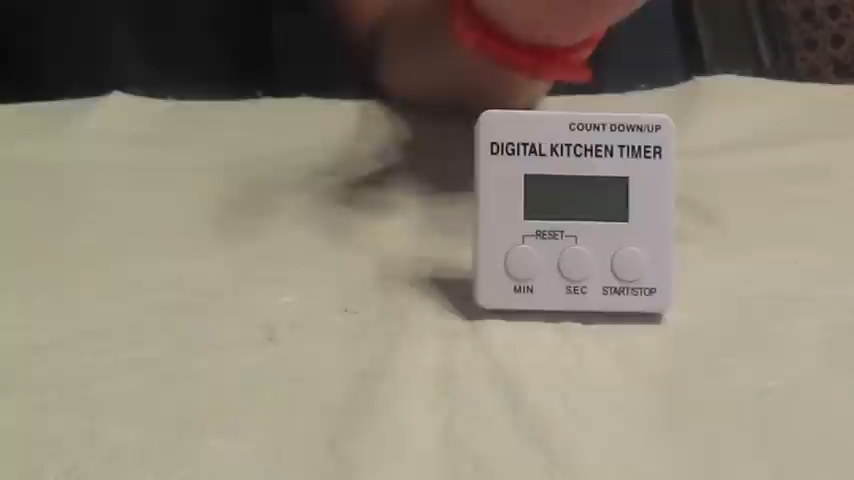 COUNT DOWN/UP
DIGITAL KITCHEN TIMER
RESET
MIN SEC START/STOP